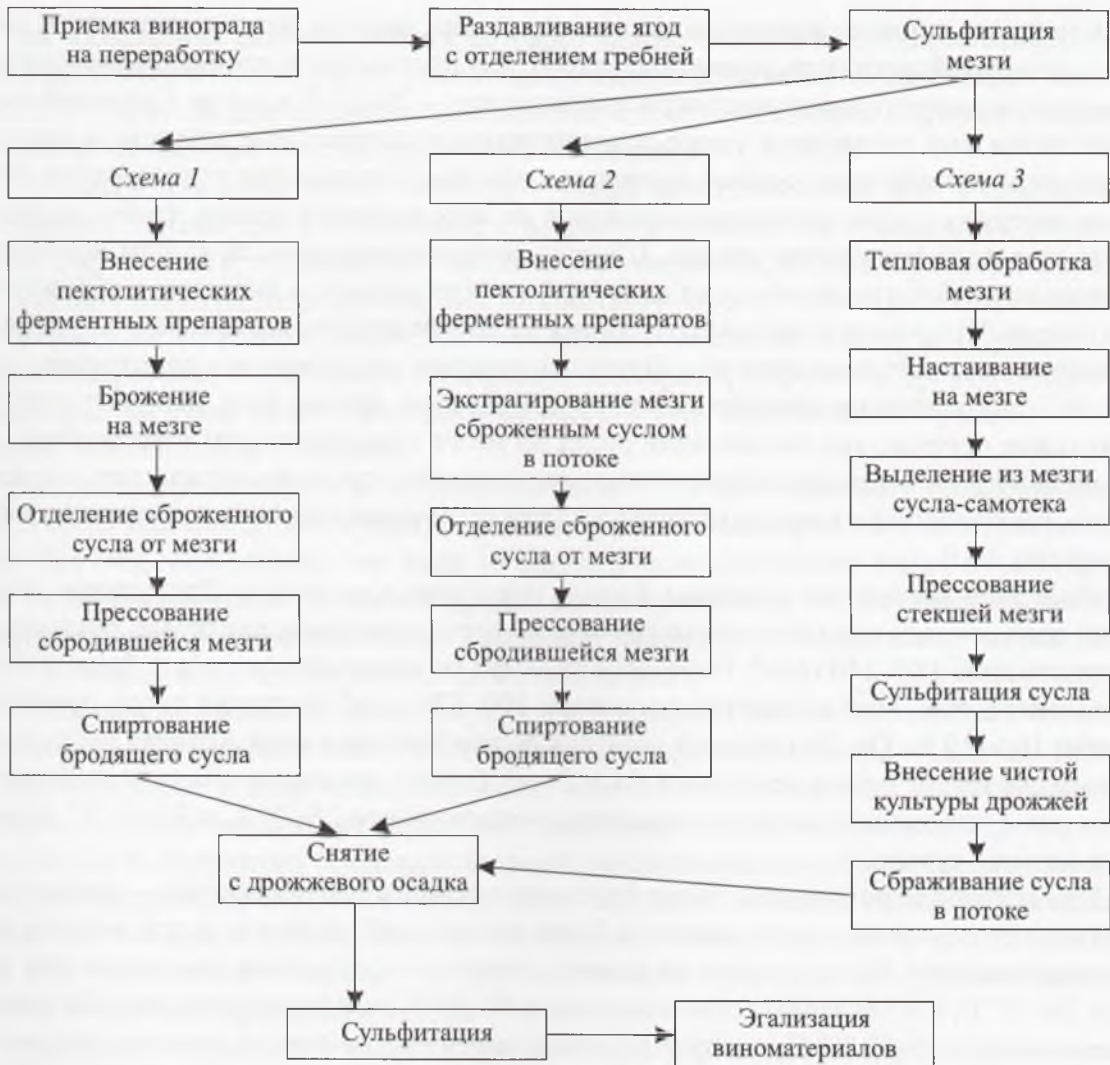 Приемка винограда
на переработку
Раздавливание ягод
с отделением гребней
Сульфитация
мезги
Схема 1
Схема 2
Схема 3
Внесение
пектолитических
ферментных препаратов
Внесение
пектолитических
ферментных препаратов
Тепловая обработка
мезги
Брожение
на мезге
Экстрагирование мезги
сброженным суслом
в потоке
Настаивание
на мезге
Отделение сброженного
сусла от мезги
Отделение сброженного
сусла от мезги
Выделение из мезги
сусла-самотека
Прессование
сбродившейся мезги
Прессование
сбродившейся мезги
Прессование
стекшей мезги
Спиртование
бродящего сусла
Спиртование
бродящего сусла
Сульфитация сусла
Внесение чистой
культуры дрожжей
Сбраживание сусла
в потоке
Снятие
с дрожжевого осадка
Сульфитация
Эгализация
виноматериалов